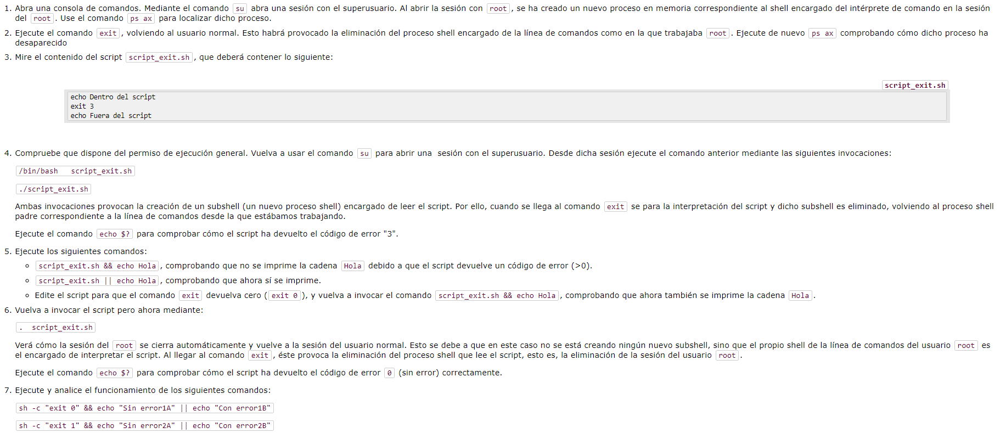 1. Abra una consola de comandos. Mediante el comando su abra una sesión con el superusuario. Al abrir la sesión con root, se ha creado un nuevo proceso en memoria correspondiente al shell encargado del intérprete de comando en la sesión
del root. Use el comando ps ax para localizar dicho proceso.
2. Ejecute el comando exit, volviendo al usuario normal. Esto habrá provocado la eliminación del proceso shell encargado de la línea de comandos como en la que trabajaba root. Ejecute de nuevo ps ax comprobando cómo dicho proceso ha
desaparecido
3. Mire el contenido del script script_exit.sh, que deberá contener lo siguiente:
script_exit.sh
echo Dentro del script
exit 3
echo Fuera del script
4. Compruebe que dispone del permiso de ejecución general. Vuelva a usar el comando su para abrir una sesión con el superusuario. Desde dicha sesión ejecute el comando anterior mediante las siguientes invocaciones:
/bin/bash   script_exit.sh
./script_exit.sh
Ambas invocaciones provocan la creación de un subshell (un nuevo proceso shell) encargado de leer el script. Por ello, cuando se llega al comando exit se para la interpretación del script y dicho subshell es eliminado, volviendo al proceso shell
padre correspondiente a la línea de comandos desde la que estábamos trabajando.
Ejecute el comando echo $? para comprobar cómo el script ha devuelto el código de error "3".
5. Ejecute los siguientes comandos:
◦ script_exit.sh && echo Hola, comprobando que no se imprime la cadena Hola debido a que el script devuelve un código de error (>0).
◦ script_exit.sh || echo Hola, comprobando que ahora sí se imprime.
◦ Edite el script para que el comando exit devuelva cero (exit 0), y vuelva a invocar el comando script_exit.sh && echo Hola, comprobando que ahora también se imprime la cadena Hola.
6. Vuelva a invocar el script pero ahora mediante:
.  script_exit.sh
Verá cómo la sesión del root se cierra automáticamente y vuelve a la sesión del usuario normal. Esto se debe a que en este caso no se está creando ningún nuevo subshell, sino que el propio shell de la línea de comandos del usuario root es
el encargado de interpretar el script. Al llegar al comando exit, éste provoca la eliminación del proceso shell que lee el script, esto es, la eliminación de la sesión del usuario root.
Ejecute el comando echo $? para comprobar cómo el script ha devuelto el código de error 0 (sin error) correctamente.
7. Ejecute y analice el funcionamiento de los siguientes comandos:
sh -c "exit 0" && echo "Sin error1A" || echo "Con error1B"
sh -c "exit 1" && echo "Sin error2A" || echo "Con error2B"